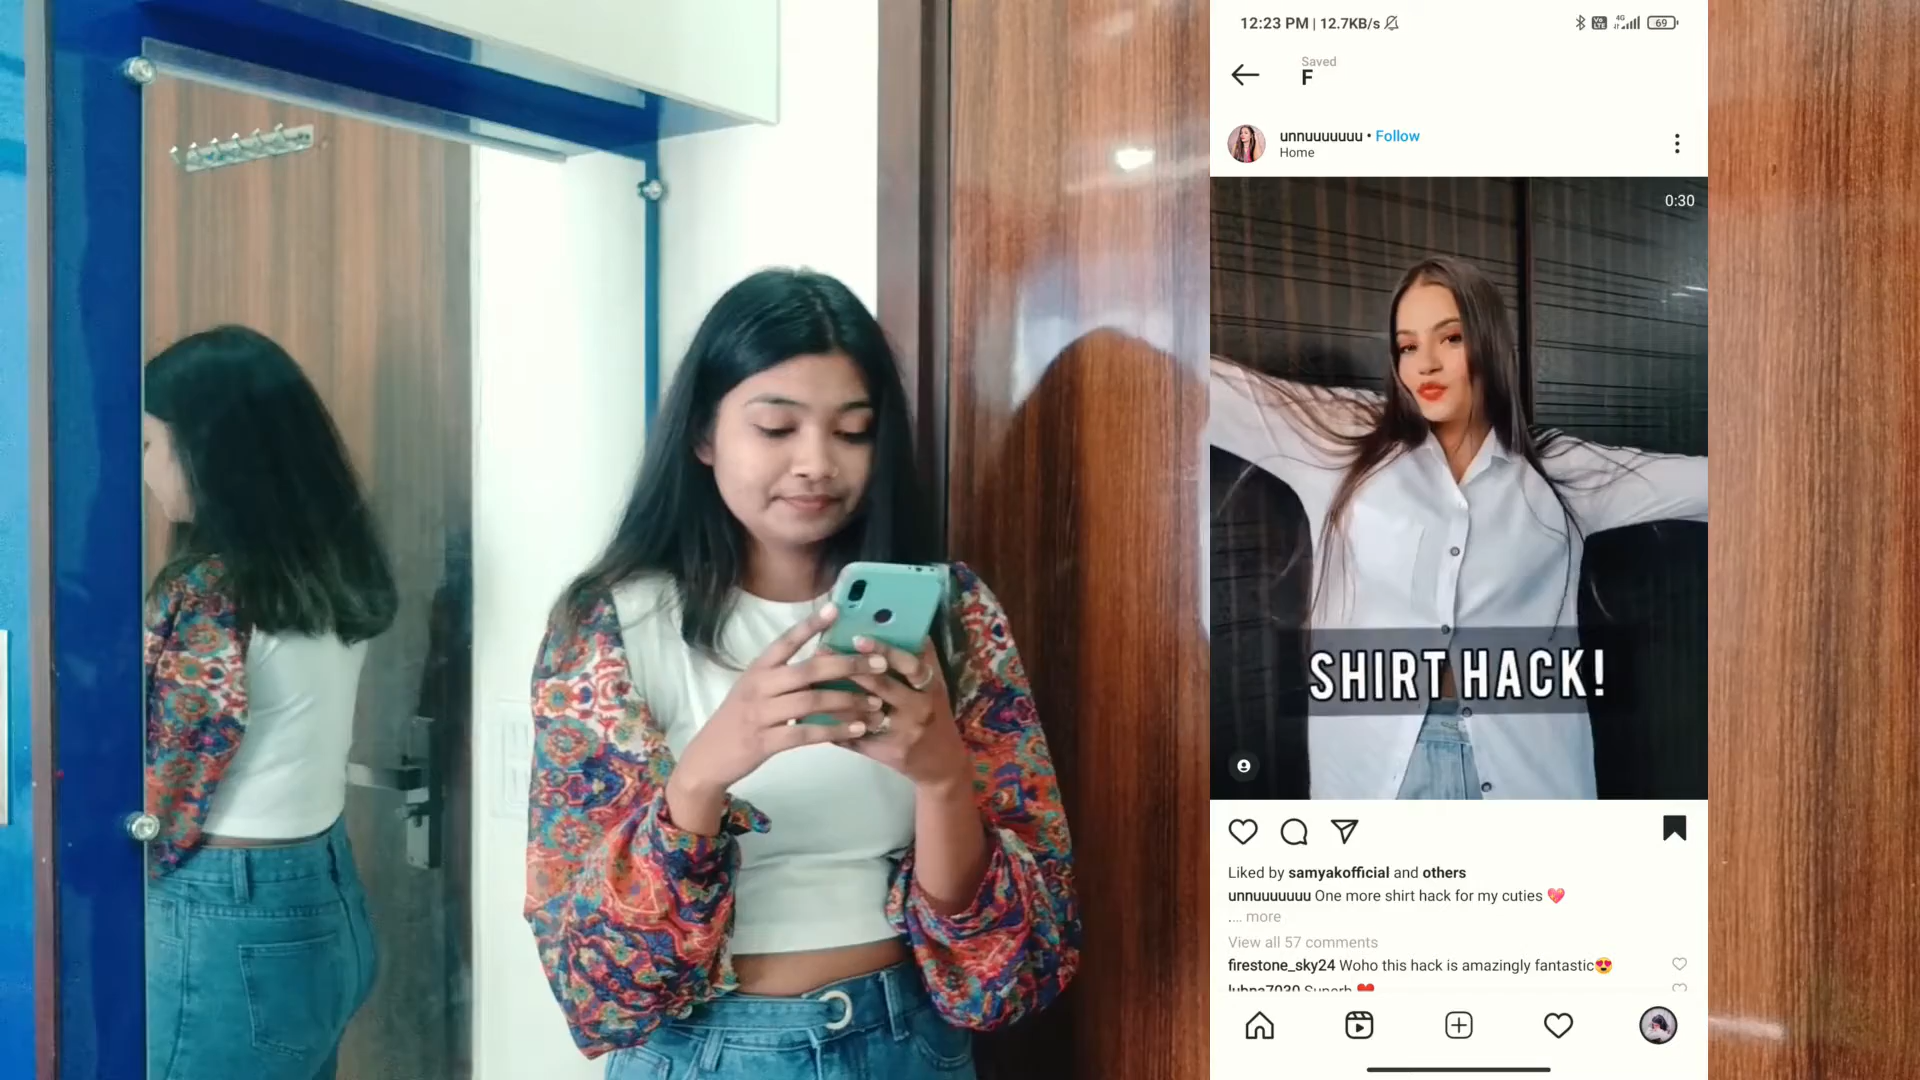 12:23 PM | 12.7KB/s
4G
69
Saved
F
unnuuuuuuu • Follow
Home
0:30
SHIRT HACK!
Liked by samyakofficial and others
unnuuuuuuu One more shirt hack for my cuties 💖
.... more
View all 57 comments
firestone_sky24 Woho this hack is amazingly fantastic😍